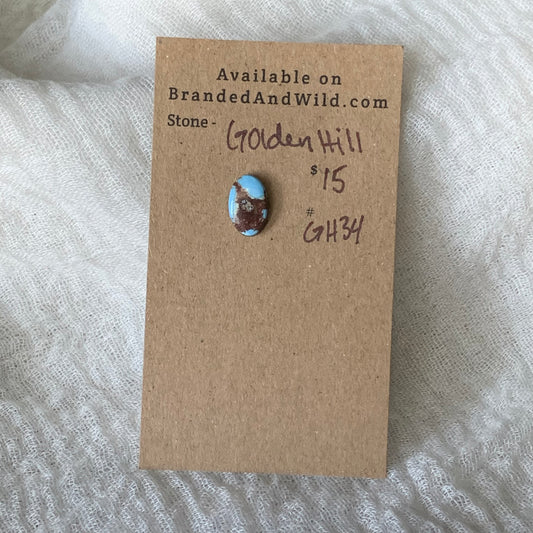 Available on
BrandedAndWild.com
Stone - Golden Hill
$15
#
GH34